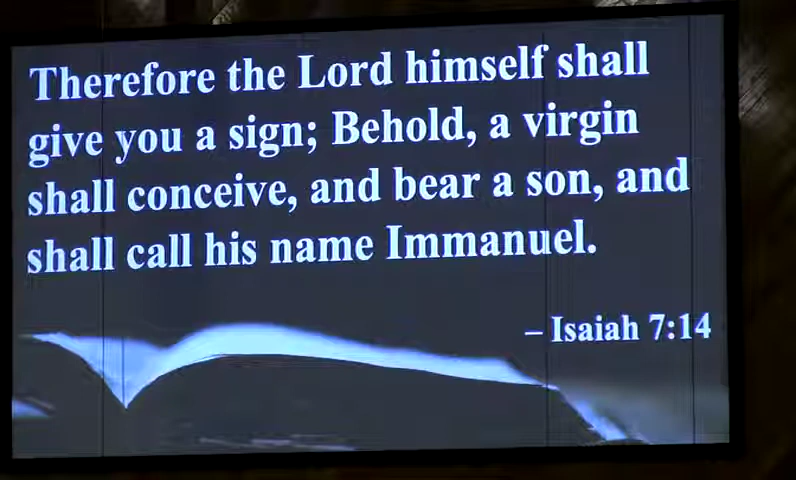 Therefore the Lord himself shall
give you a sign; Behold, a virgin
shall conceive, and bear a son, and
shall call his name Immanuel.
– Isaiah 7:14